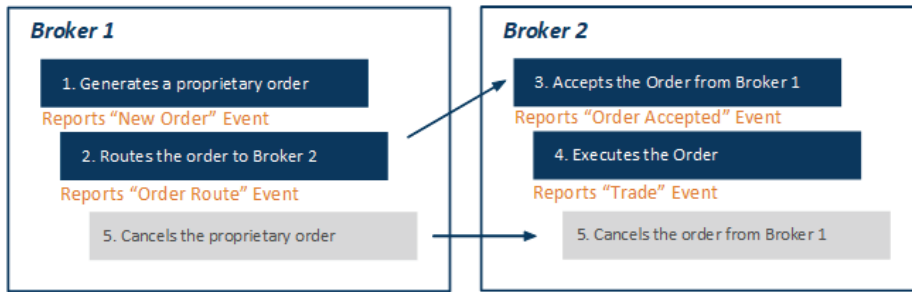 Broker 1
1. Generates a proprietary order
Reports “New Order” Event
2. Routes the order to Broker 2
Reports “Order Route” Event
5. Cancels the proprietary order
Broker 2
3. Accepts the Order from Broker 1
Reports “Order Accepted” Event
4. Executes the Order
Reports “Trade” Event
5. Cancels the order from Broker 1